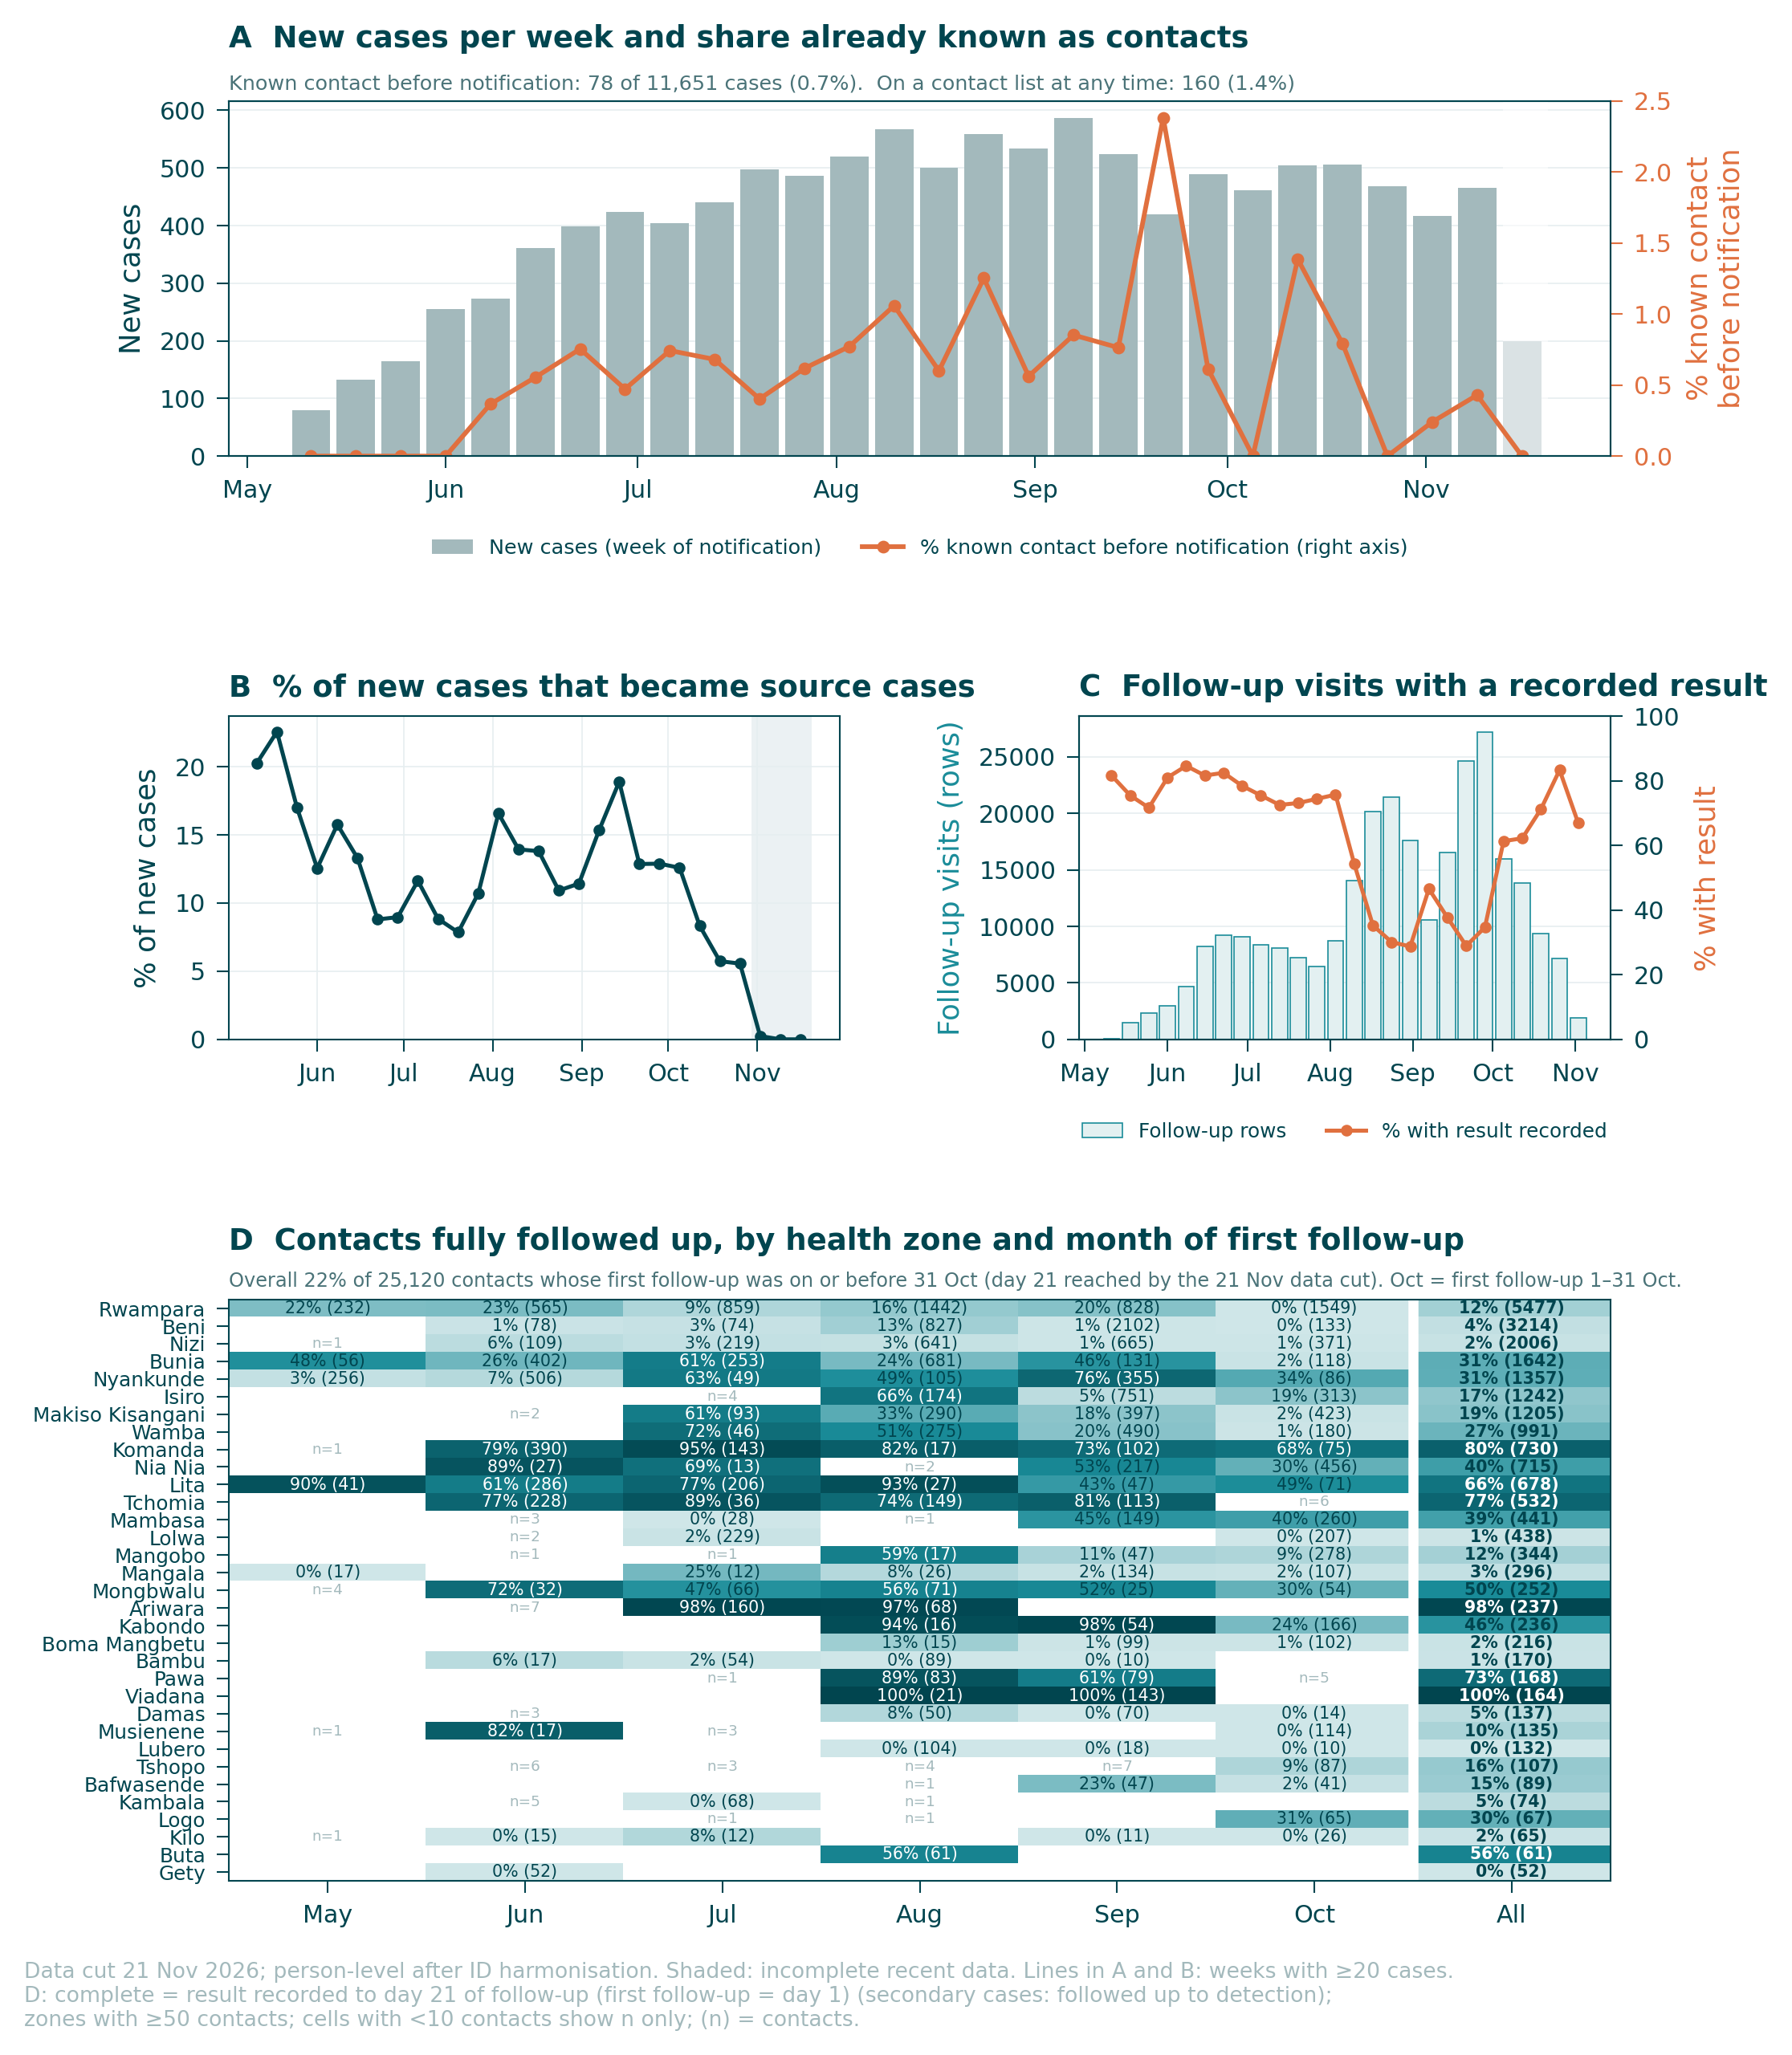 A  New cases per week and share already known as contacts
Known contact before notification: 78 of 11,651 cases (0.7%).  On a contact list at any time: 160 (1.4%)
New cases
600
500
400
300
200
100
0
2.5
2.0
1.5
1.0
0.5
0.0
% known contact
before notification
May Jun Jul Aug Sep Oct Nov
New cases (week of notification) % known contact before notification (right axis)
B  % of new cases that became source cases
% of new cases
20
15
10
5
0
Jun Jul Aug Sep Oct Nov
C  Follow-up visits with a recorded result
Follow-up visits (rows)
25000
20000
15000
10000
5000
0
100
80
60
40
20
0
% with result
May Jun Jul Aug Sep Oct Nov
Follow-up rows % with result recorded
D  Contacts fully followed up, by health zone and month of first follow-up
Overall 22% of 25,120 contacts whose first follow-up was on or before 31 Oct (day 21 reached by the 21 Nov data cut). Oct = first follow-up 1–31 Oct.
Rwampara 22% (232) 23% (565) 9% (859) 16% (1442) 20% (828) 0% (1549) 12% (5477)
Beni 1% (78) 3% (74) 13% (827) 1% (2102) 0% (133) 4% (3214)
Nizi n=1 6% (109) 3% (219) 3% (641) 1% (665) 1% (371) 2% (2006)
Bunia 48% (56) 26% (402) 61% (253) 24% (681) 46% (131) 2% (118) 31% (1642)
Nyankunde 3% (256) 7% (506) 63% (49) 49% (105) 76% (355) 34% (86) 31% (1357)
Isiro n=4 66% (174) 5% (751) 19% (313) 17% (1242)
Makiso Kisangani n=2 61% (93) 33% (290) 18% (397) 2% (423) 19% (1205)
Wamba 72% (46) 51% (275) 20% (490) 1% (180) 27% (991)
Komanda n=1 79% (390) 95% (143) 82% (17) 73% (102) 68% (75) 80% (730)
Nia Nia 89% (27) 69% (13) n=2 53% (217) 30% (456) 40% (715)
Lita 90% (41) 61% (286) 77% (206) 93% (27) 43% (47) 49% (71) 66% (678)
Tchomia 77% (228) 89% (36) 74% (149) 81% (113) n=6 77% (532)
Mambasa n=3 0% (28) n=1 45% (149) 40% (260) 39% (441)
Lolwa n=2 2% (229) 0% (207) 1% (438)
Mangobo n=1 n=1 59% (17) 11% (47) 9% (278) 12% (344)
Mangala 0% (17) 25% (12) 8% (26) 2% (134) 2% (107) 3% (296)
Mongbwalu n=4 72% (32) 47% (66) 56% (71) 52% (25) 30% (54) 50% (252)
Ariwara n=7 98% (160) 97% (68) 98% (237)
Kabondo 94% (16) 98% (54) 24% (166) 46% (236)
Boma Mangbetu 13% (15) 1% (99) 1% (102) 2% (216)
Bambu 6% (17) 2% (54) 0% (89) 0% (10) 1% (170)
Pawa n=1 89% (83) 61% (79) n=5 73% (168)
Viadana 100% (21) 100% (143) 100% (164)
Damas n=3 8% (50) 0% (70) 0% (14) 5% (137)
Musienene n=1 82% (17) n=3 0% (114) 10% (135)
Lubero 0% (104) 0% (18) 0% (10) 0% (132)
Tshopo n=6 n=3 n=4 n=7 9% (87) 16% (107)
Bafwasende n=1 23% (47) 2% (41) 15% (89)
Kambala n=5 0% (68) n=1 5% (74)
Logo n=1 n=1 31% (65) 30% (67)
Kilo n=1 0% (15) 8% (12) 0% (11) 0% (26) 2% (65)
Buta 56% (61) 56% (61)
Gety 0% (52) 0% (52)
May Jun Jul Aug Sep Oct All
Data cut 21 Nov 2026; person-level after ID harmonisation. Shaded: incomplete recent data. Lines in A and B: weeks with ≥20 cases.
D: complete = result recorded to day 21 of follow-up (first follow-up = day 1) (secondary cases: followed up to detection);
zones with ≥50 contacts; cells with <10 contacts show n only; (n) = contacts.